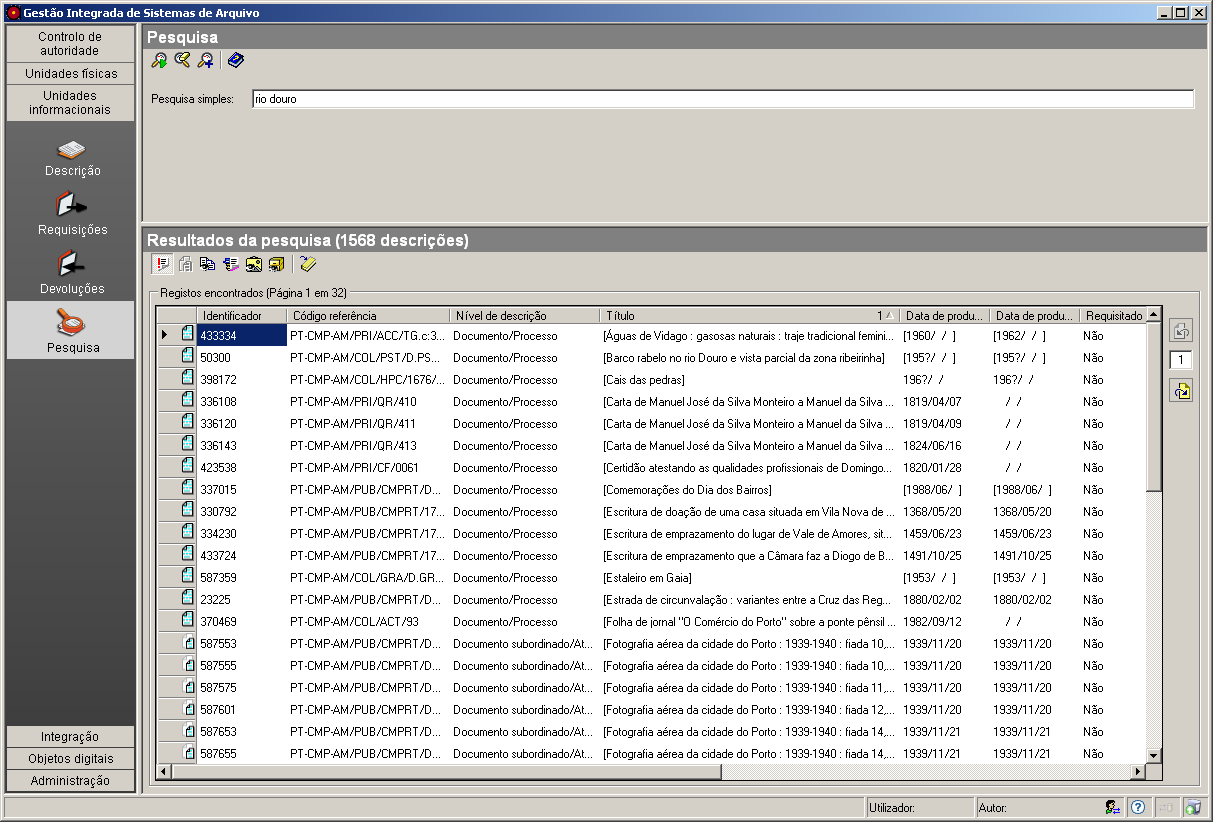 Gestão Integrada de Sistemas de Arquivo
Controlo de
autoridade
Unidades físicas
Unidades
informacionais
Descrição
Requisições
Devoluções
Pesquisa
Integração
Objetos digitais
Administração
Pesquisa
Pesquisa simples: rio douro
Resultados da pesquisa (1568 descrições)
Registos encontrados (Página 1 em 32)
Identificador Código referência Nível de descrição Título 1 Data de produ... Data de produ... Requisitado
433334 PT-CMP-AM/PRI/ACC/TG.c:3... Documento/Processo [Águas de Vidago : gasosas naturais : traje tradicional femini... [1960/ / ] [1962/ / ] Não
50300 PT-CMP-AM/COL/PST/D.PS... Documento/Processo [Barco rabelo no rio Douro e vista parcial da zona ribeirinha] [195?/ / ] [195?/ / ] Não
398172 PT-CMP-AM/COL/HPC/1676/... Documento/Processo [Cais das pedras] 196?/ / 196?/ / Não
336108 PT-CMP-AM/PRI/QR/410 Documento/Processo [Carta de Manuel José da Silva Monteiro a Manuel da Silva ... 1819/04/07 / / Não
336120 PT-CMP-AM/PRI/QR/411 Documento/Processo [Carta de Manuel José da Silva Monteiro a Manuel da Silva ... 1819/04/09 / / Não
336143 PT-CMP-AM/PRI/QR/413 Documento/Processo [Carta de Manuel José da Silva Monteiro a Manuel da Silva ... 1824/06/16 / / Não
423538 PT-CMP-AM/PRI/CF/0061 Documento/Processo [Certidão atestando as qualidades profissionais de Domingo... 1820/01/28 / / Não
337015 PT-CMP-AM/PUB/CMPRT/D... Documento/Processo [Comemorações do Dia dos Bairros] [1988/06/ ] [1988/06/ ] Não
330792 PT-CMP-AM/PUB/CMPRT/17... Documento/Processo [Escritura de doação de uma casa situada em Vila Nova de ... 1368/05/20 1368/05/20 Não
334230 PT-CMP-AM/PUB/CMPRT/17... Documento/Processo [Escritura de emprazamento do lugar de Vale de Amores, sit... 1459/06/23 1459/06/23 Não
433724 PT-CMP-AM/PUB/CMPRT/17... Documento/Processo [Escritura de emprazamento que a Câmara faz a Diogo de B... 1491/10/25 1491/10/25 Não
587359 PT-CMP-AM/COL/GRA/D.GR... Documento/Processo [Estaleiro em Gaia] [1953/ / ] [1953/ / ] Não
23225 PT-CMP-AM/PUB/CMPRT/D... Documento/Processo [Estrada de circunvalação : variantes entre a Cruz das Reg... 1880/02/02 1880/02/02 Não
370469 PT-CMP-AM/COL/ACT/93 Documento/Processo [Folha de jornal "O Comércio do Porto" sobre a ponte pênsil ... 1982/09/12 / / Não
587553 PT-CMP-AM/PUB/CMPRT/D... Documento subordinado/At... [Fotografia aérea da cidade do Porto : 1939-1940 : fiada 10,... 1939/11/20 1939/11/20 Não
587555 PT-CMP-AM/PUB/CMPRT/D... Documento subordinado/At... [Fotografia aérea da cidade do Porto : 1939-1940 : fiada 10,... 1939/11/20 1939/11/20 Não
587575 PT-CMP-AM/PUB/CMPRT/D... Documento subordinado/At... [Fotografia aérea da cidade do Porto : 1939-1940 : fiada 11,... 1939/11/20 1939/11/20 Não
587601 PT-CMP-AM/PUB/CMPRT/D... Documento subordinado/At... [Fotografia aérea da cidade do Porto : 1939-1940 : fiada 12,... 1939/11/20 1939/11/20 Não
587653 PT-CMP-AM/PUB/CMPRT/D... Documento subordinado/At... [Fotografia aérea da cidade do Porto : 1939-1940 : fiada 14,... 1939/11/21 1939/11/21 Não
587655 PT-CMP-AM/PUB/CMPRT/D... Documento subordinado/At... [Fotografia aérea da cidade do Porto : 1939-1940 : fiada 14,... 1939/11/21 1939/11/21 Não
1
Utilizador: Autor: